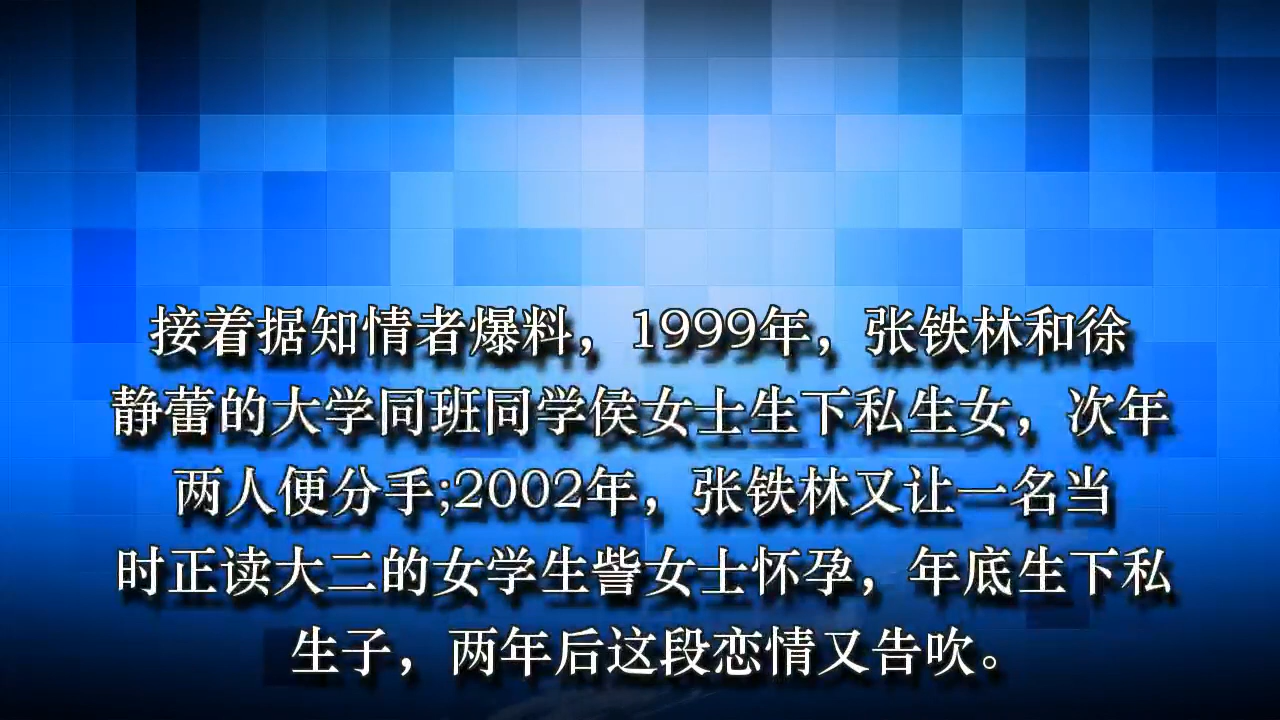 接着据知情者爆料，1999年，张铁林和徐
静蕾的大学同班同学侯女士生下私生女，次年
两人便分手;2002年，张铁林又让一名当
时正读大二的女学生訾女士怀孕，年底生下私
生子，两年后这段恋情又告吹。